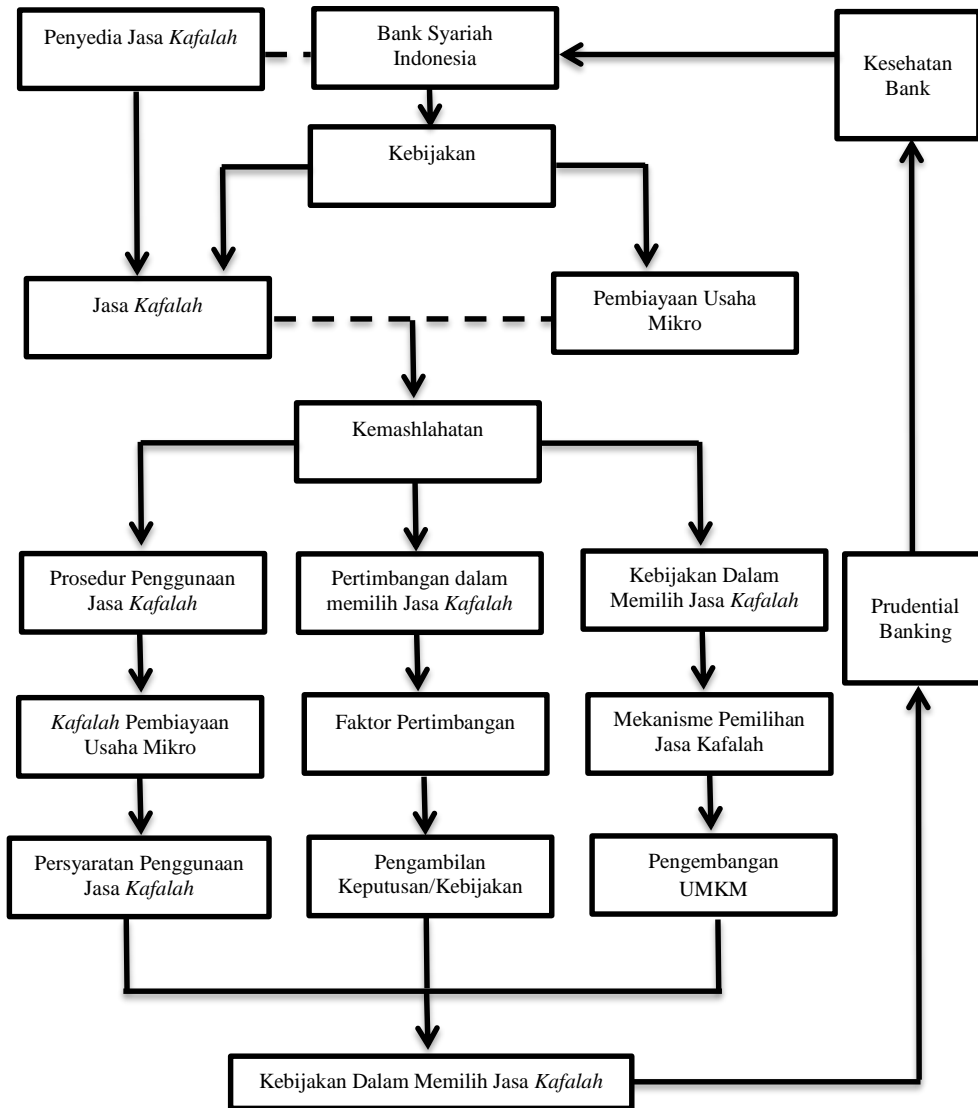 Penyedia Jasa Kafalah
Bank Syariah
Indonesia
Kesehatan
Bank
Kebijakan
Jasa Kafalah
Pembiayaan Usaha
Mikro
Kemashlahatan
Prosedur Penggunaan
Jasa Kafalah
Pertimbangan dalam
memilih Jasa Kafalah
Kebijakan Dalam
Memilih Jasa Kafalah
Prudential
Banking
Kafalah Pembiayaan
Usaha Mikro
Faktor Pertimbangan
Mekanisme Pemilihan
Jasa Kafalah
Persyaratan Penggunaan
Jasa Kafalah
Pengambilan
Keputusan/Kebijakan
Pengembangan
UMKM
Kebijakan Dalam Memilih Jasa Kafalah